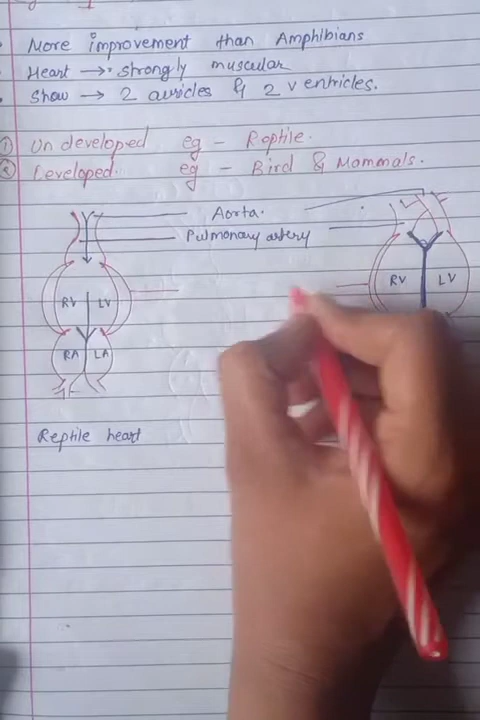 More improvement than Amphibians
Heart → strongly muscular
Show → 2 auricles & 2 ventricles.
① Undeveloped eg - Reptile.
② Developed. eg - Bird & Mammals.
Aorta.
Pulmonary artery
RV LV
RV LV
RA LA
Reptile heart